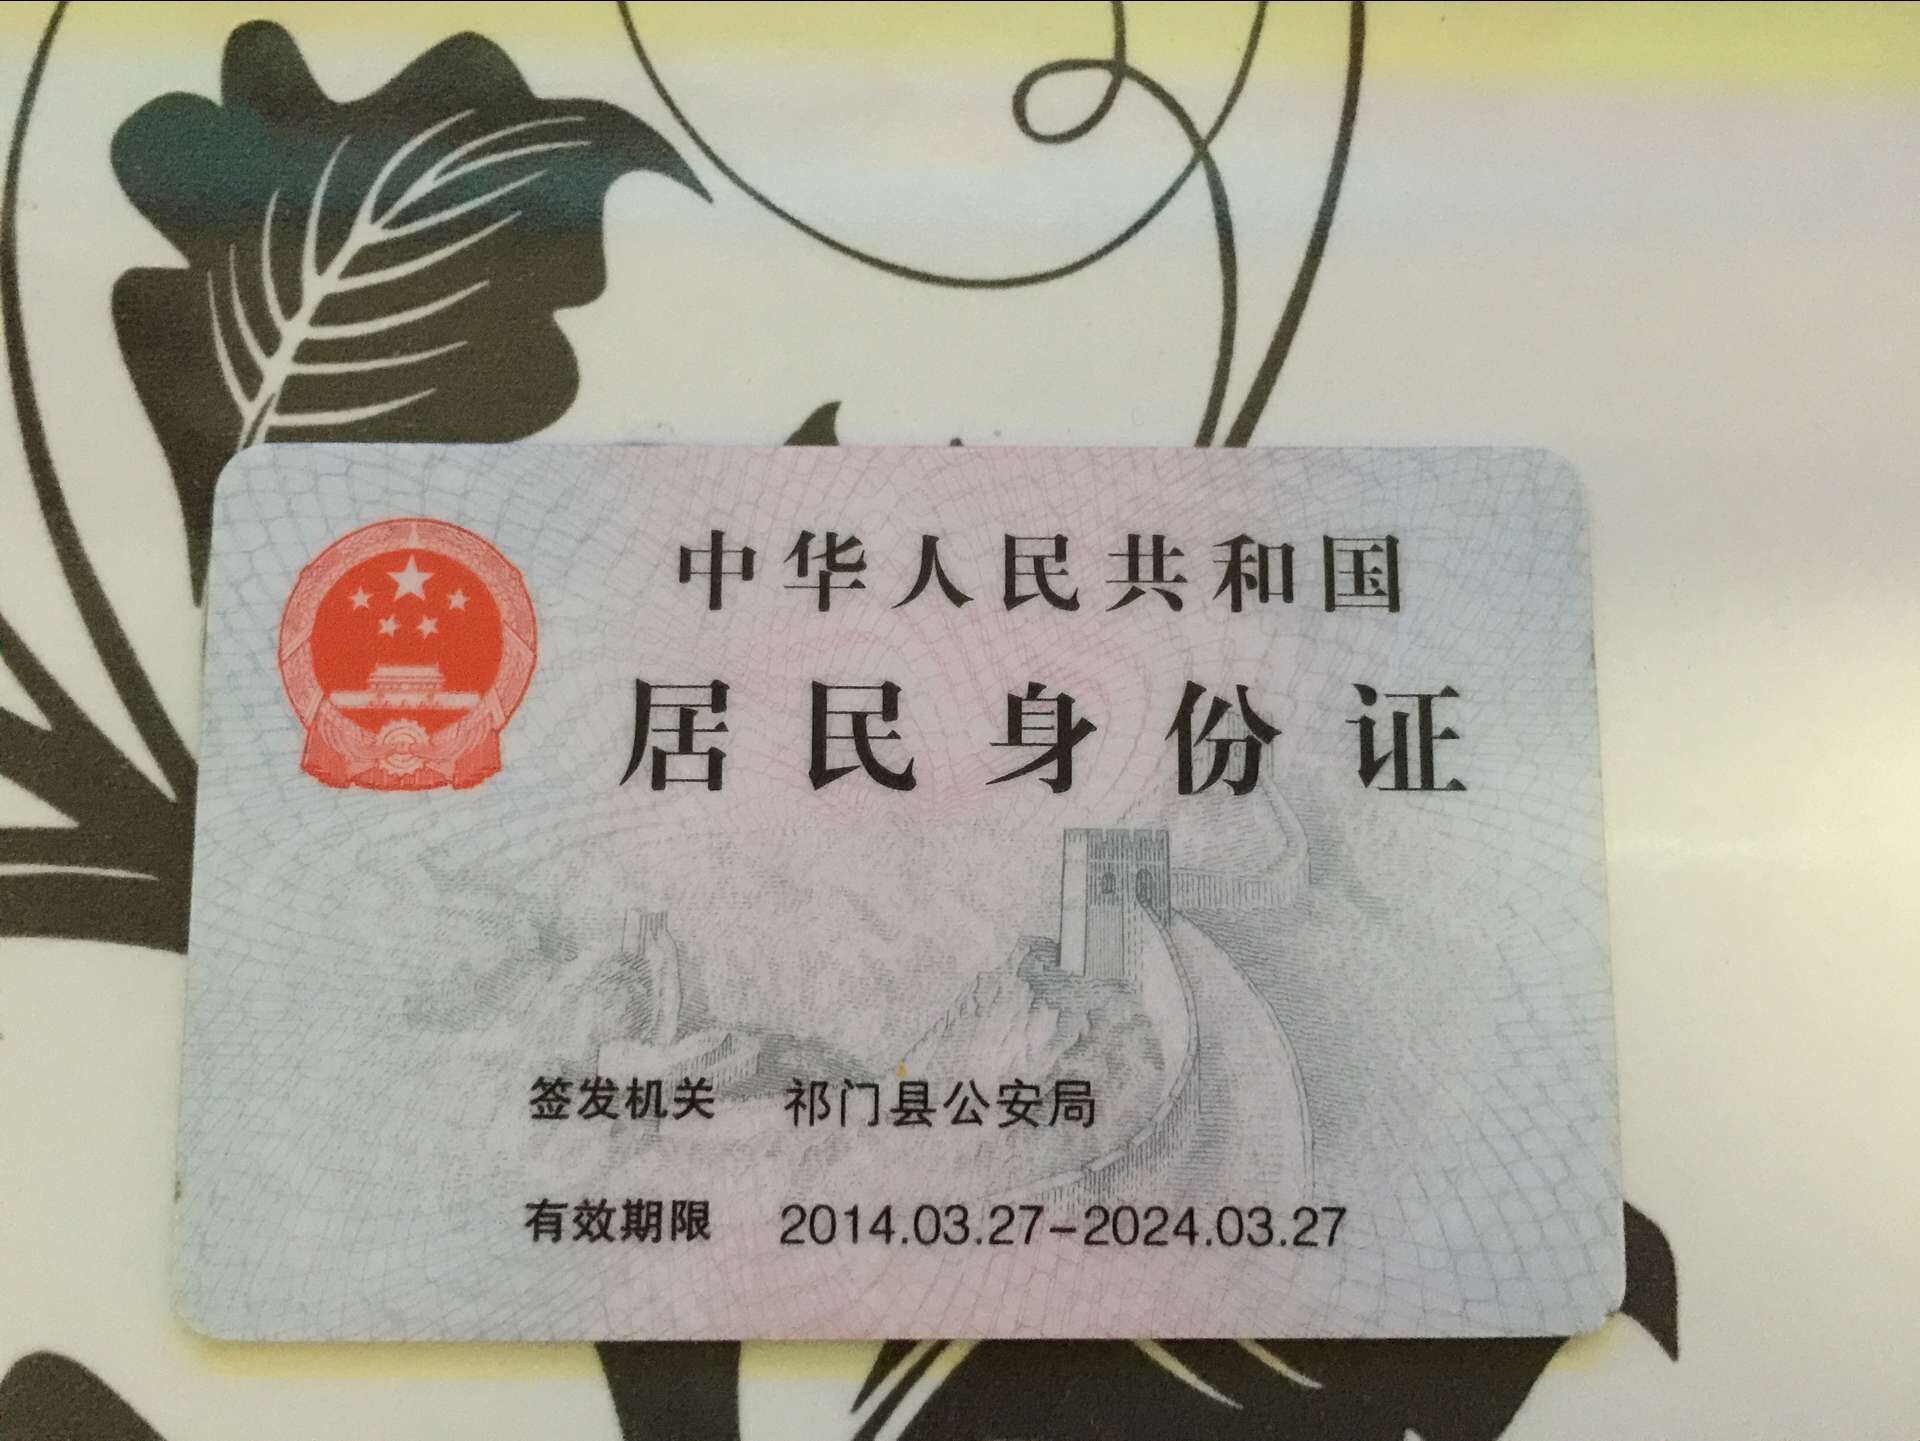 中华人民共和国
居民身份证
签发机关 祁门县公安局
有效期限 2014.03.27-2024.03.27